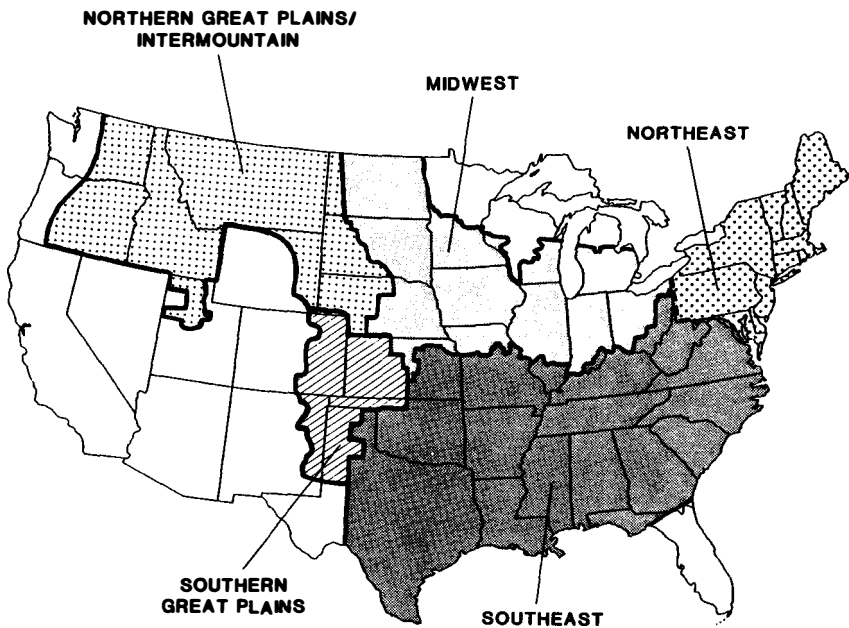 NORTHERN GREAT PLAINS/
INTERMOUNTAIN
MIDWEST
NORTHEAST
SOUTHERN
GREAT PLAINS
SOUTHEAST